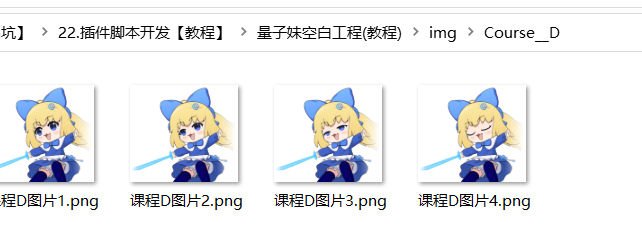 坑】 > 22.插件脚本开发【教程】 > 量子妹空白工程(教程) > img > Course__D
程D图片1.png 课程D图片2.png 课程D图片3.png 课程D图片4.png